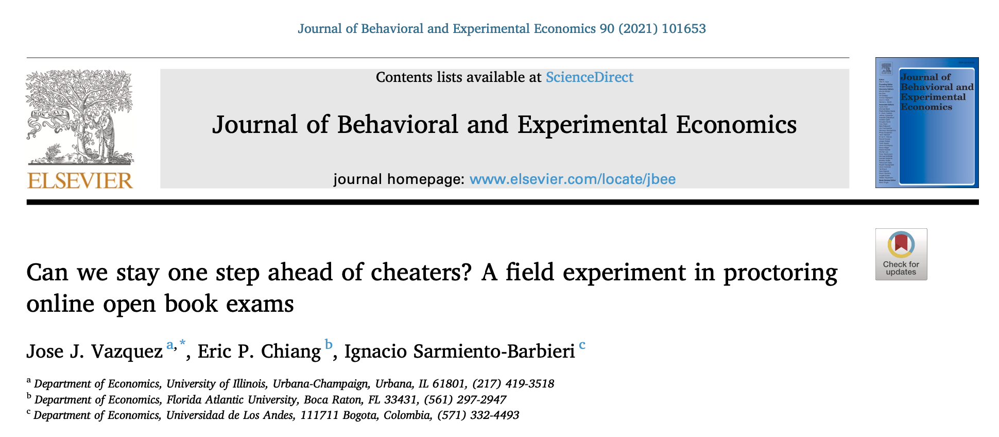 Journal of Behavioral and Experimental Economics 90 (2021) 101653
Contents lists available at ScienceDirect
Journal of Behavioral and Experimental Economics
journal homepage: www.elsevier.com/locate/jbee
NON SOLUS
ELSEVIER
Journal of
Behavioral and
Experimental
Economics
Check for
updates
Can we stay one step ahead of cheaters? A field experiment in proctoring
online open book exams
Jose J. Vazquez a,*, Eric P. Chiang b, Ignacio Sarmiento-Barbieri c
a Department of Economics, University of Illinois, Urbana-Champaign, Urbana, IL 61801, (217) 419-3518
b Department of Economics, Florida Atlantic University, Boca Raton, FL 33431, (561) 297-2947
c Department of Economics, Universidad de Los Andes, 111711 Bogota, Colombia, (571) 332-4493